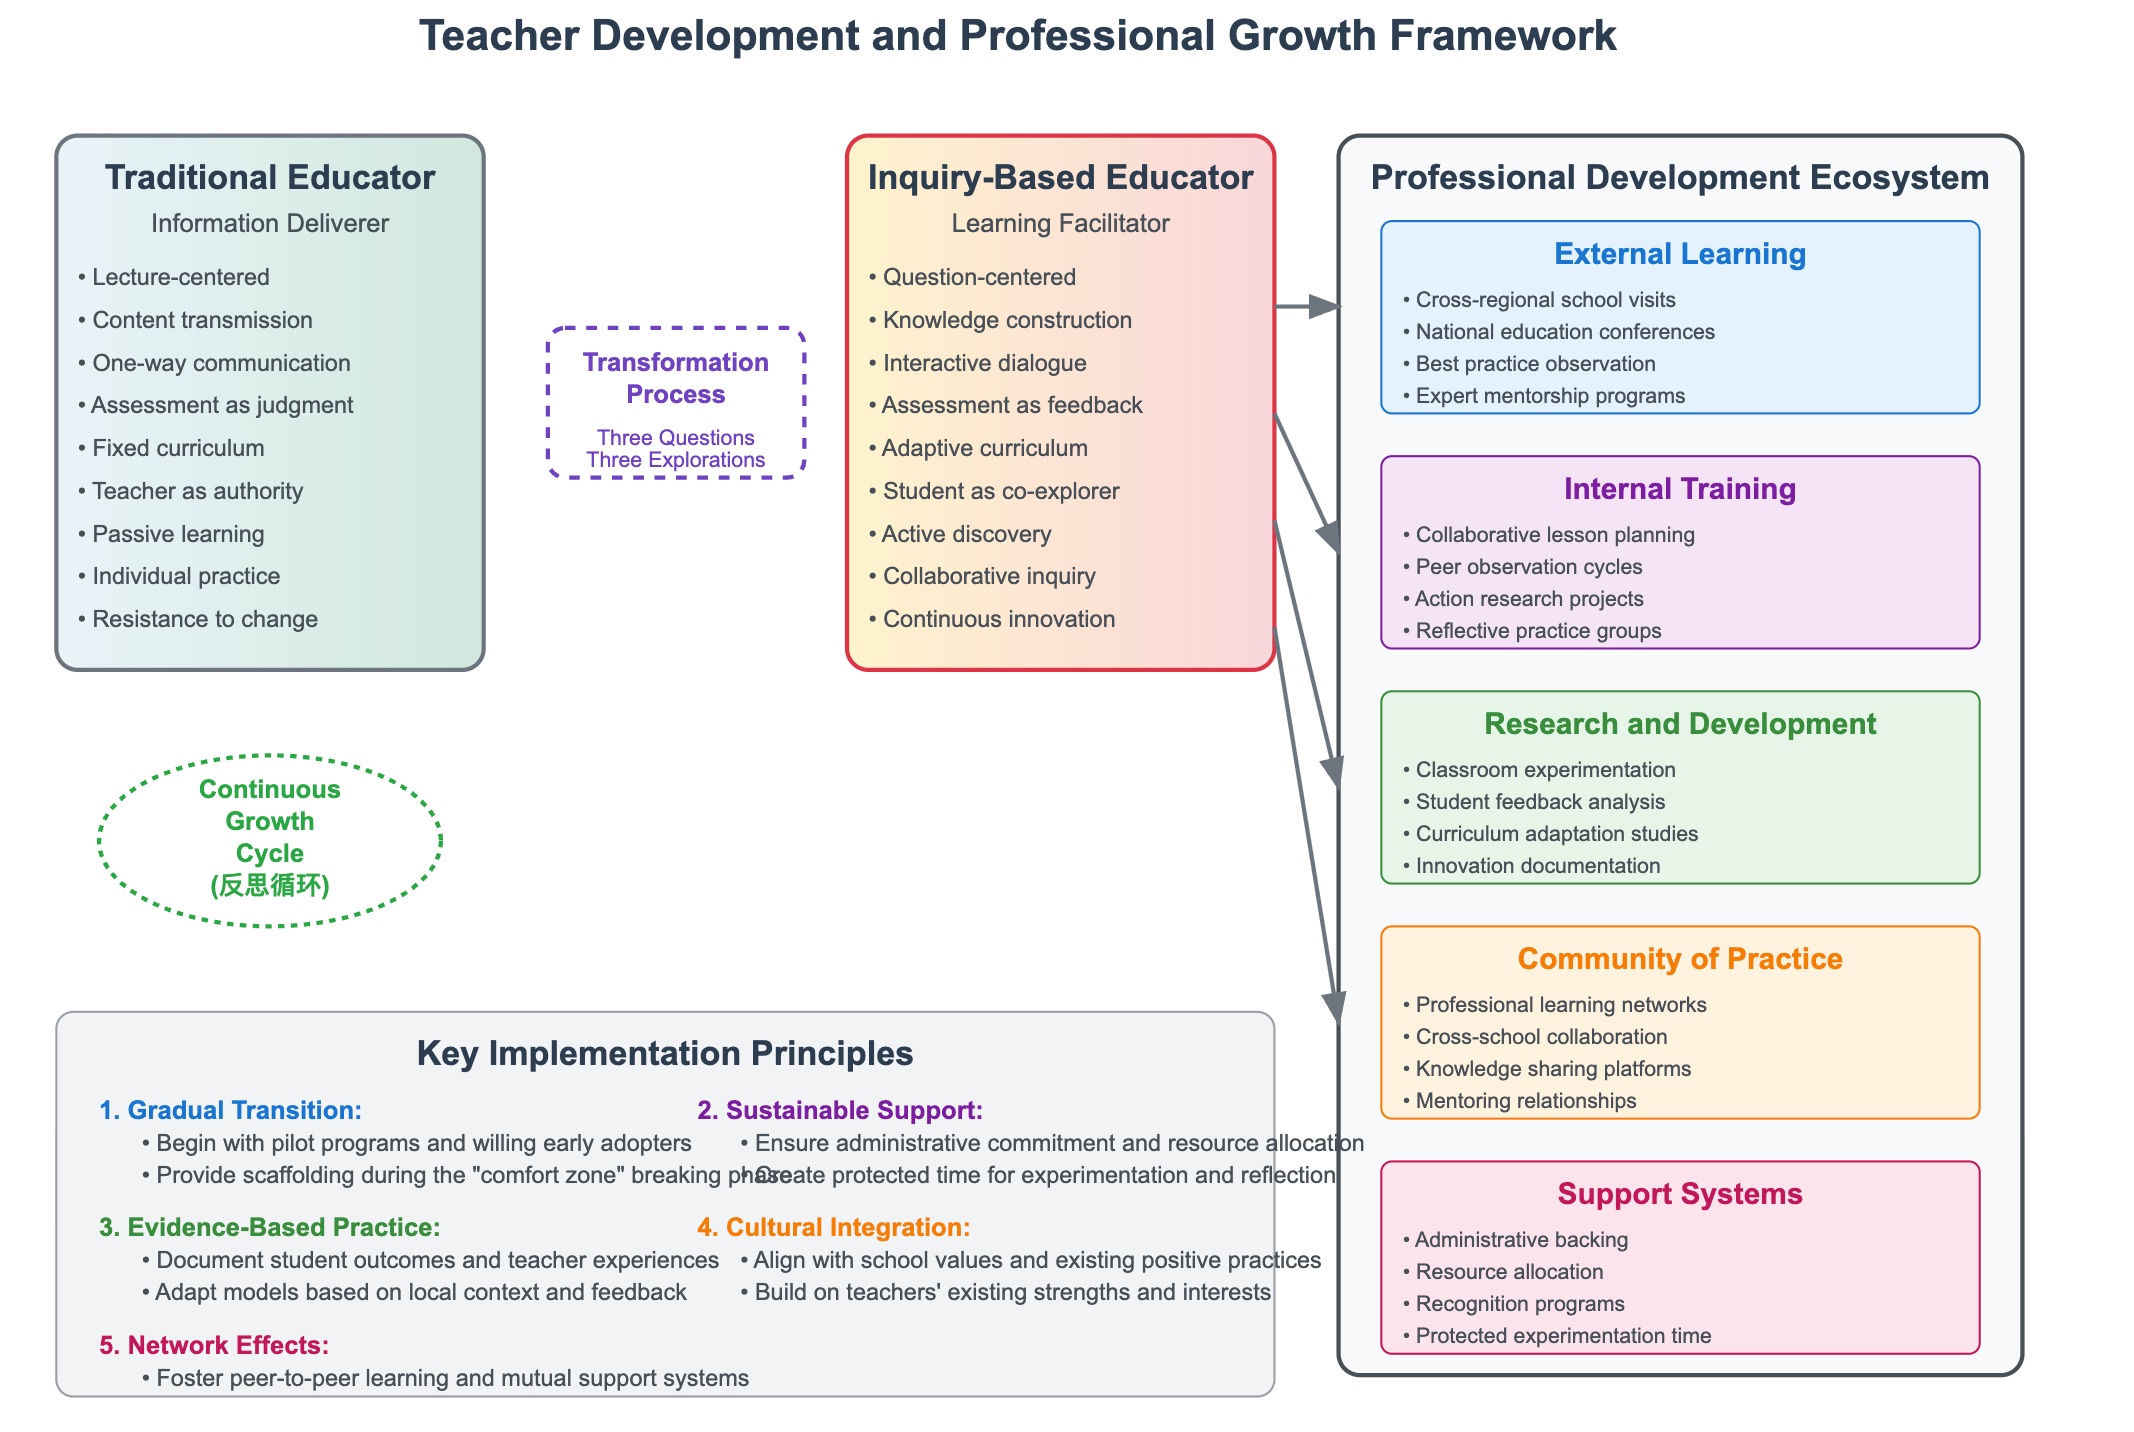 Teacher Development and Professional Growth Framework
Traditional Educator
Information Deliverer
• Lecture-centered
• Content transmission
• One-way communication
• Assessment as judgment
• Fixed curriculum
• Teacher as authority
• Passive learning
• Individual practice
• Resistance to change
Transformation
Process
Three Questions
Three Explorations
Inquiry-Based Educator
Learning Facilitator
• Question-centered
• Knowledge construction
• Interactive dialogue
• Assessment as feedback
• Adaptive curriculum
• Student as co-explorer
• Active discovery
• Collaborative inquiry
• Continuous innovation
Professional Development Ecosystem
External Learning
• Cross-regional school visits
• National education conferences
• Best practice observation
• Expert mentorship programs
Internal Training
• Collaborative lesson planning
• Peer observation cycles
• Action research projects
• Reflective practice groups
Research and Development
• Classroom experimentation
• Student feedback analysis
• Curriculum adaptation studies
• Innovation documentation
Community of Practice
• Professional learning networks
• Cross-school collaboration
• Knowledge sharing platforms
• Mentoring relationships
Support Systems
• Administrative backing
• Resource allocation
• Recognition programs
• Protected experimentation time
Continuous
Growth
Cycle
(反思循环)
Key Implementation Principles
1. Gradual Transition:
• Begin with pilot programs and willing early adopters
• Provide scaffolding during the "comfort zone" breaking phase
2. Sustainable Support:
• Ensure administrative commitment and resource allocation
• Create protected time for experimentation and reflection
3. Evidence-Based Practice:
• Document student outcomes and teacher experiences
• Adapt models based on local context and feedback
4. Cultural Integration:
• Align with school values and existing positive practices
• Build on teachers' existing strengths and interests
5. Network Effects:
• Foster peer-to-peer learning and mutual support systems